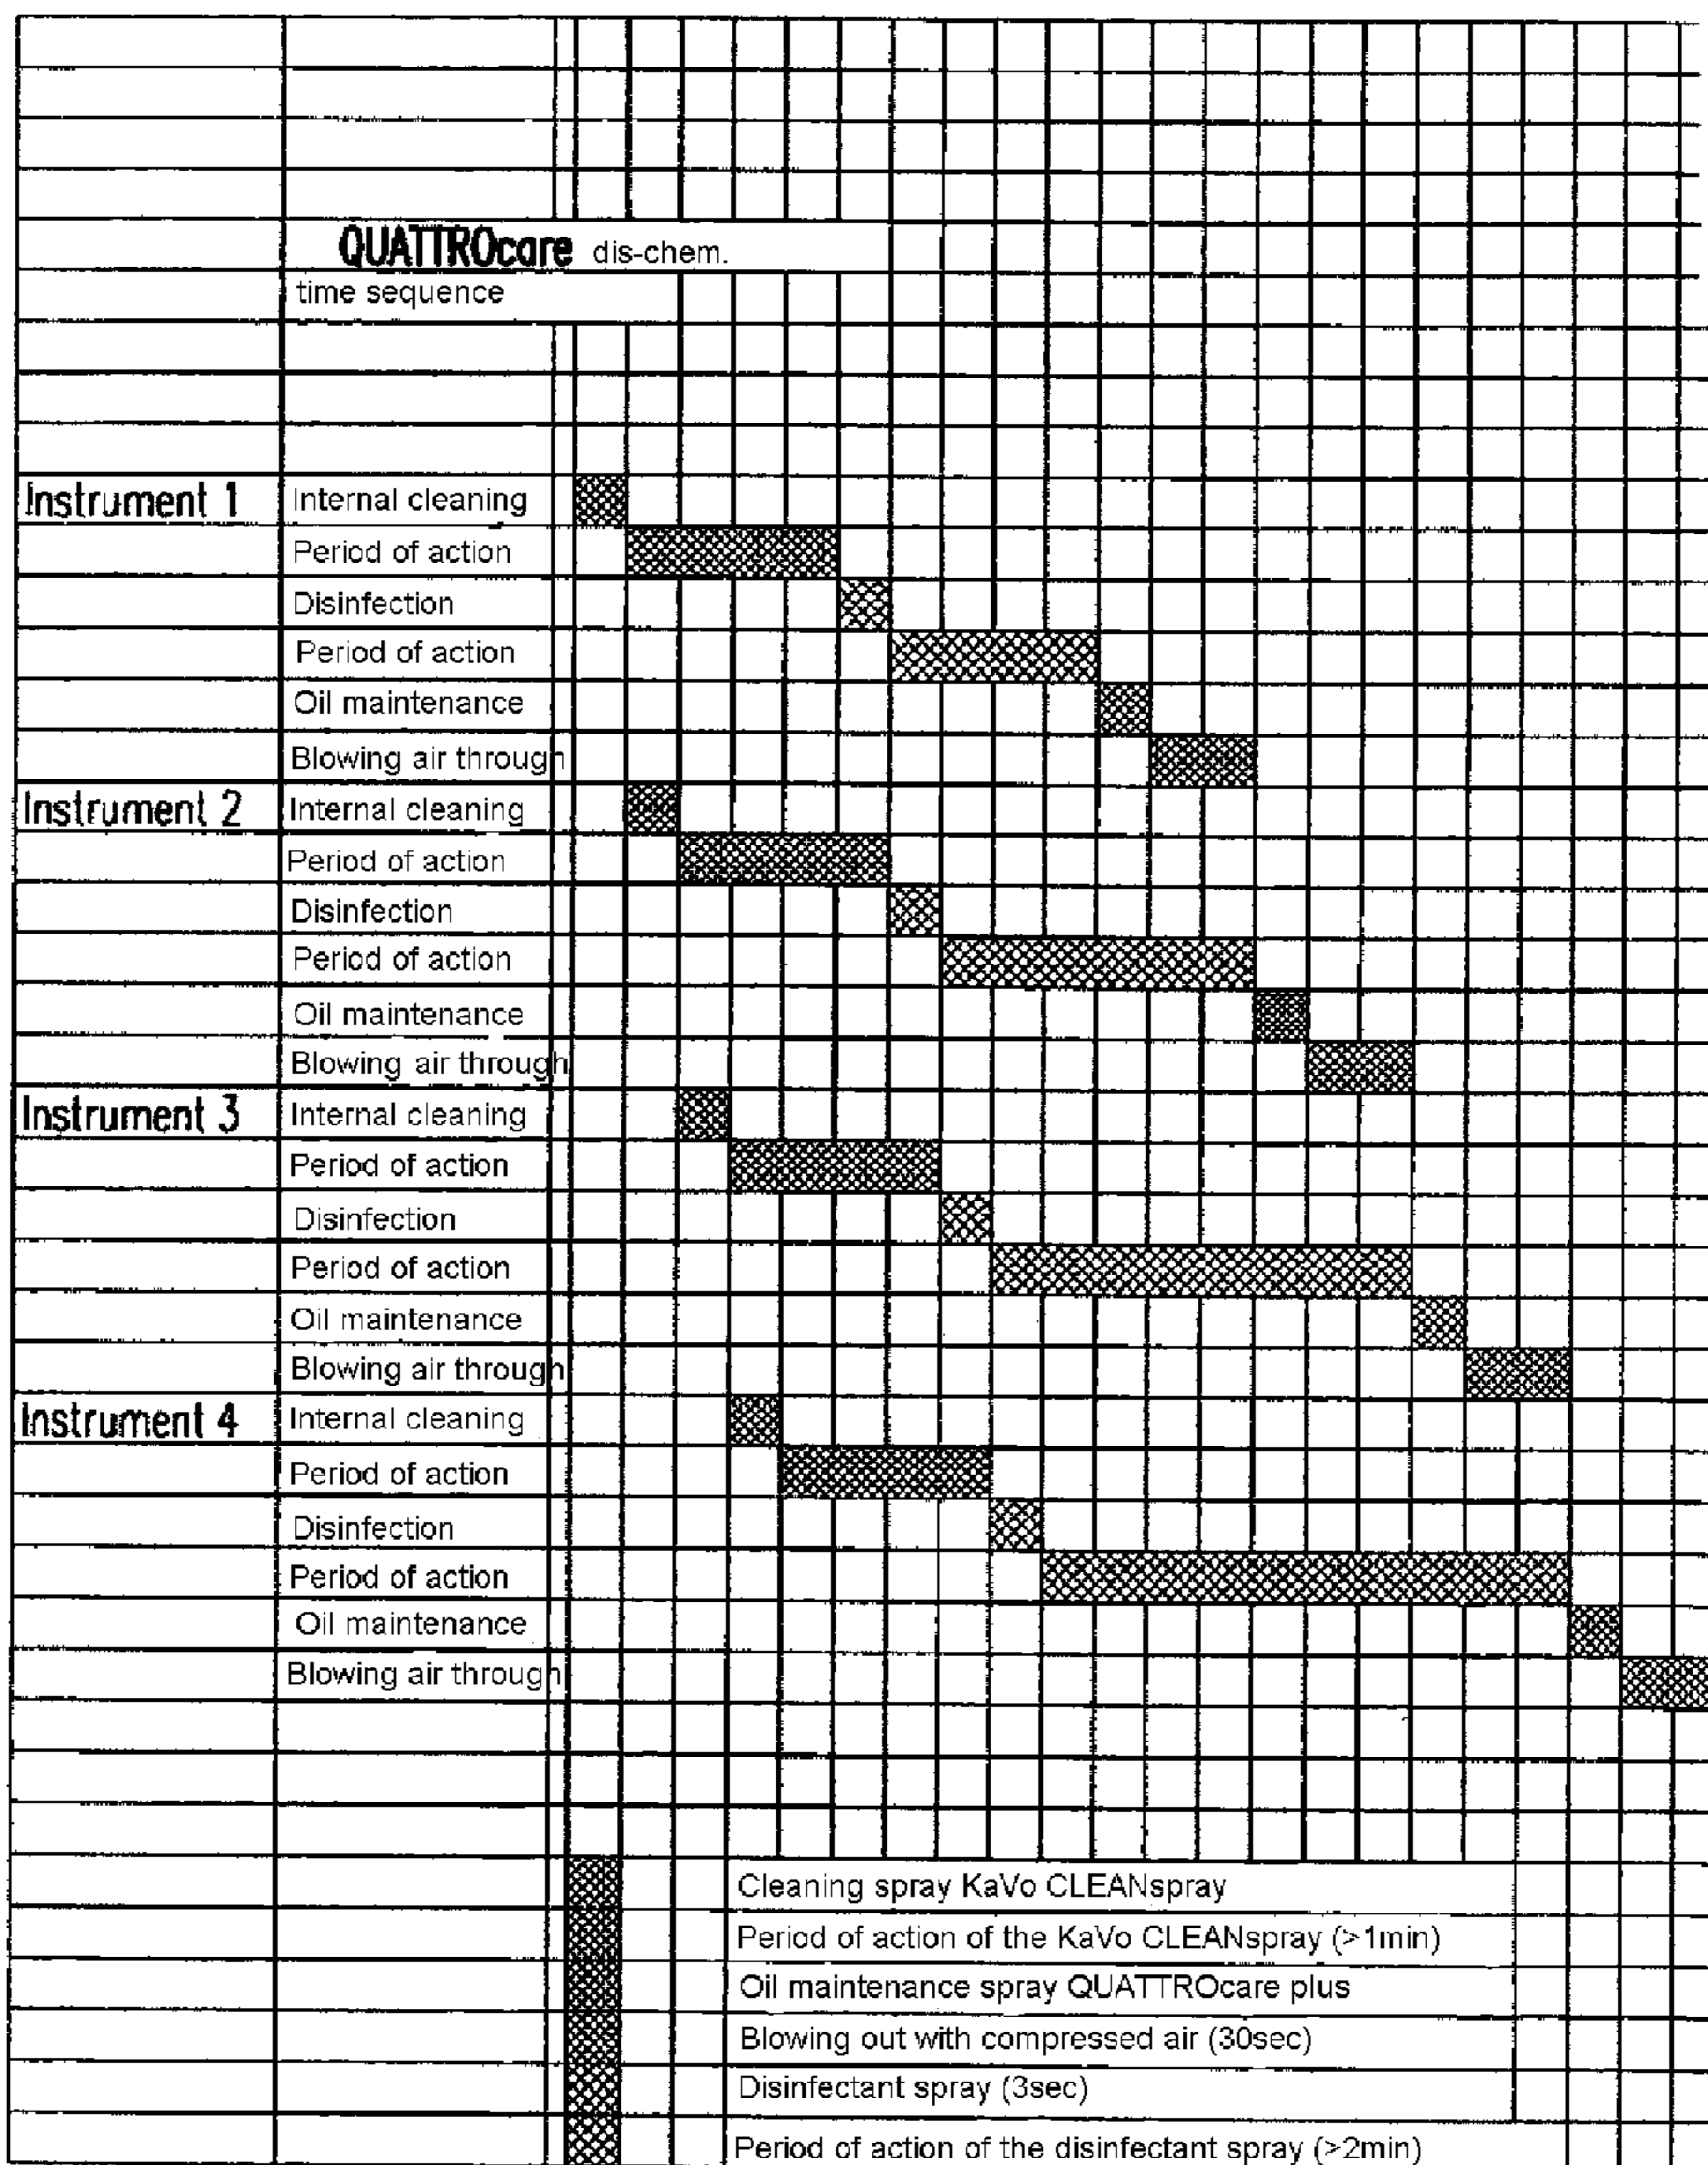 QUATTROcare dis-chem.
time sequence
Instrument 1 Internal cleaning
Period of action
Disinfection
Period of action
Oil maintenance
Blowing air through
Instrument 2 Internal cleaning
Period of action
Disinfection
Period of action
Oil maintenance
Blowing air through
Instrument 3 Internal cleaning
Period of action
Disinfection
Period of action
Oil maintenance
Blowing air through
Instrument 4 Internal cleaning
Period of action
Disinfection
Period of action
Oil maintenance
Blowing air through
Cleaning spray KaVo CLEANspray
Period of action of the KaVo CLEANspray (>1min)
Oil maintenance spray QUATTROcare plus
Blowing out with compressed air (30sec)
Disinfectant spray (3sec)
Period of action of the disinfectant spray (>2min)